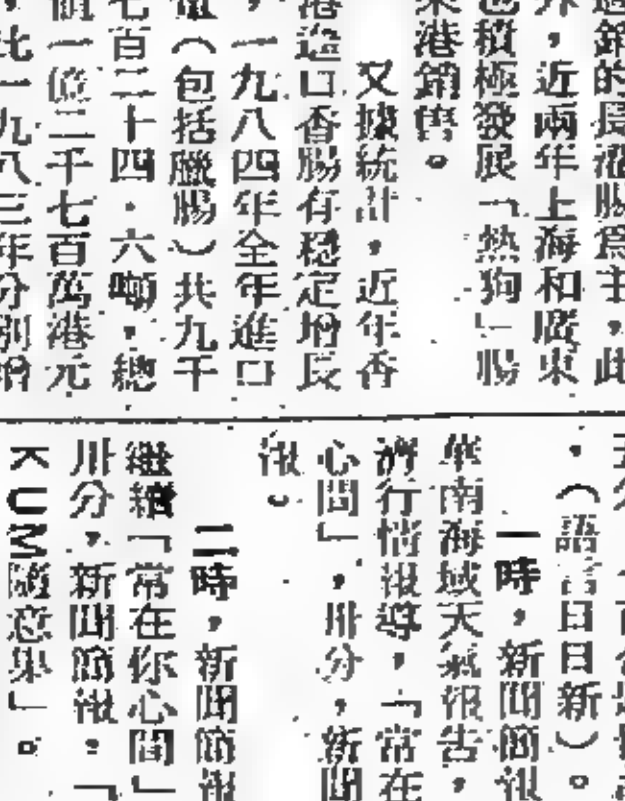 過銷的長濶腸爲主，此
外，近兩年上海和廣東
也積極發展「熱狗」腸
來港銷售。
又據統計，近年香
港進口香腸有穩定增長
，一九八四年全年進口
（包括臘腸）共九千
七百二十四．六噸，總
值一億二千七百萬港元
，比一九八三年分別增
．（語言日日新）。
一時，新聞簡報
華南海域天氣報告，
濟行情報導，「常在
心間」，卅分，新聞
報。
二時，新聞簡報
繼續「常在你心間」
卅分，新聞簡報：「
KUM隨意果」。